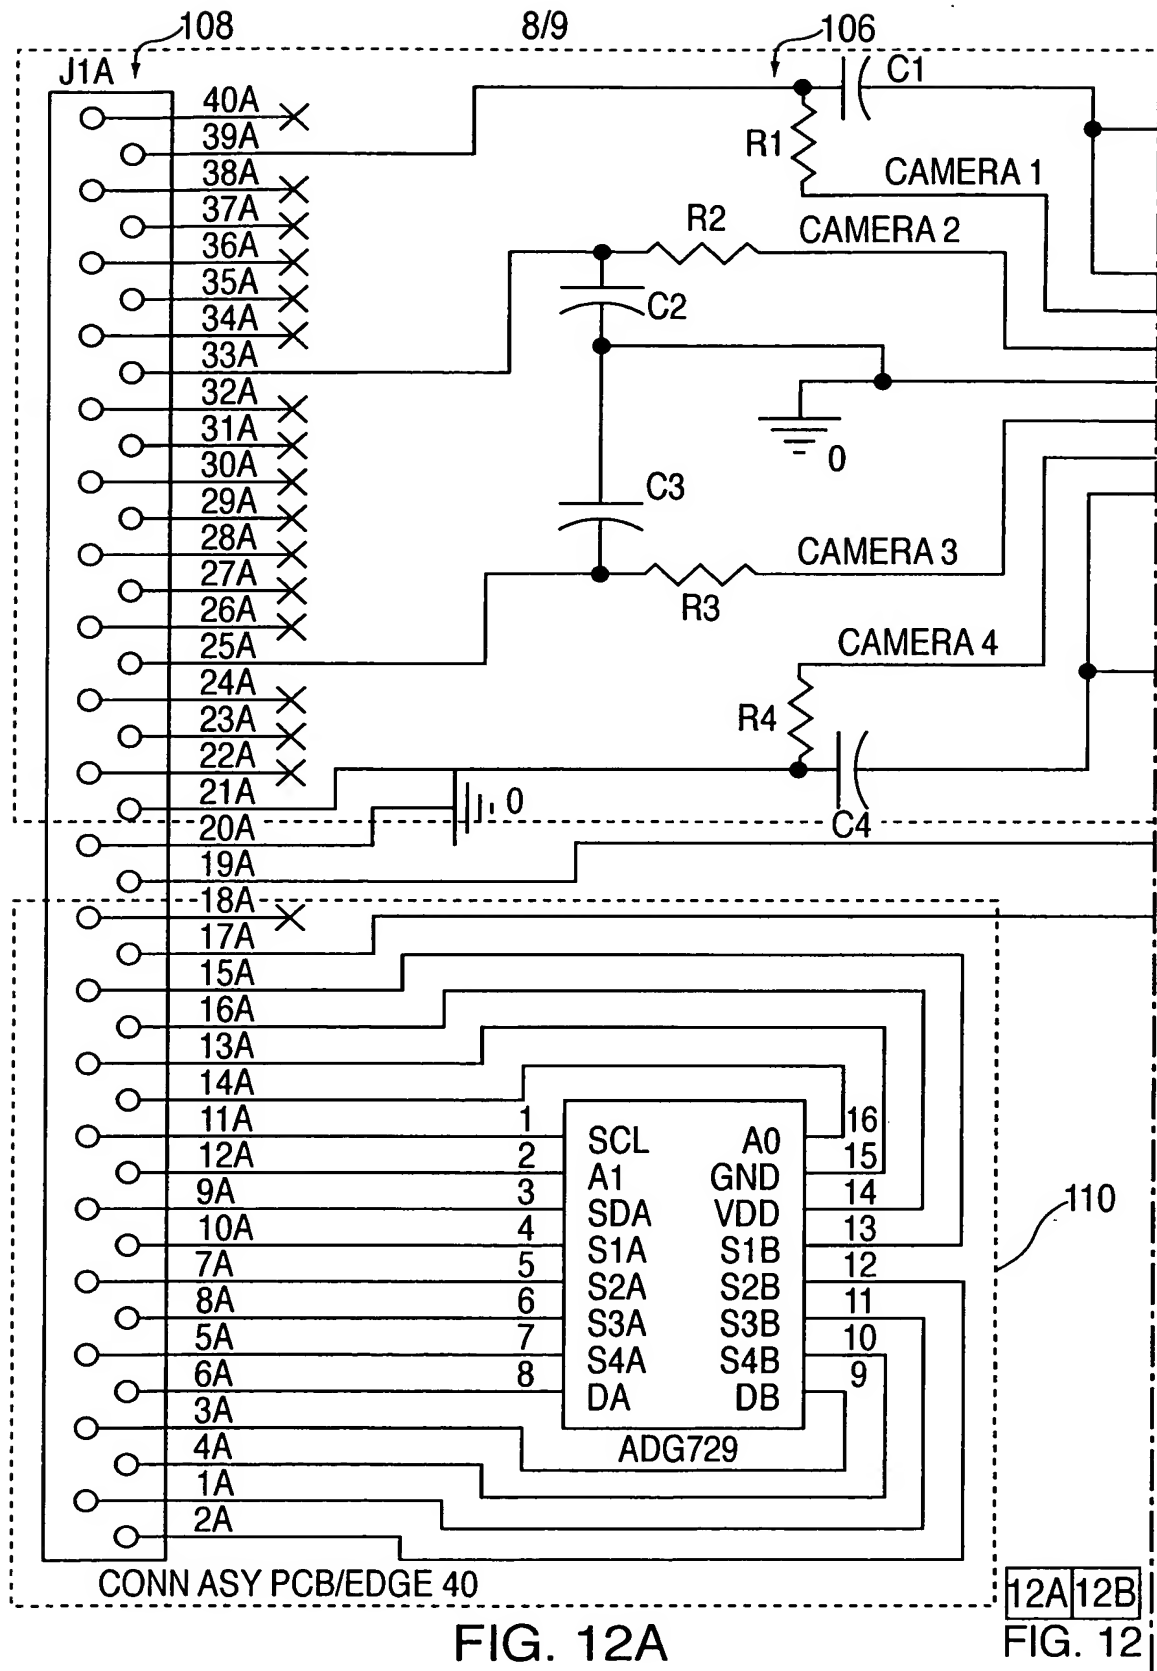 108
8/9
106
J1A
C1
40A
39A
R1
38A
CAMERA 1
37A
R2
CAMERA 2
36A
35A
C2
34A
33A
32A
31A
0
30A
C3
29A
28A
CAMERA 3
27A
R3
26A
25A
CAMERA 4
24A
23A
R4
22A
21A
0
20A
C4
19A
18A
17A
15A
16A
13A
14A
11A
1
16
SCL
A0
12A
2
15
A1
GND
9A
3
14
110
SDA
VDD
10A
4
13
S1A
S1B
7A
5
12
S2A
S2B
8A
6
11
S3A
S3B
5A
7
10
S4A
S4B
6A
8
9
DA
DB
3A
ADG729
4A
1A
2A
CONN ASY PCB/EDGE 40
12A 12B
FIG. 12A
FIG. 12